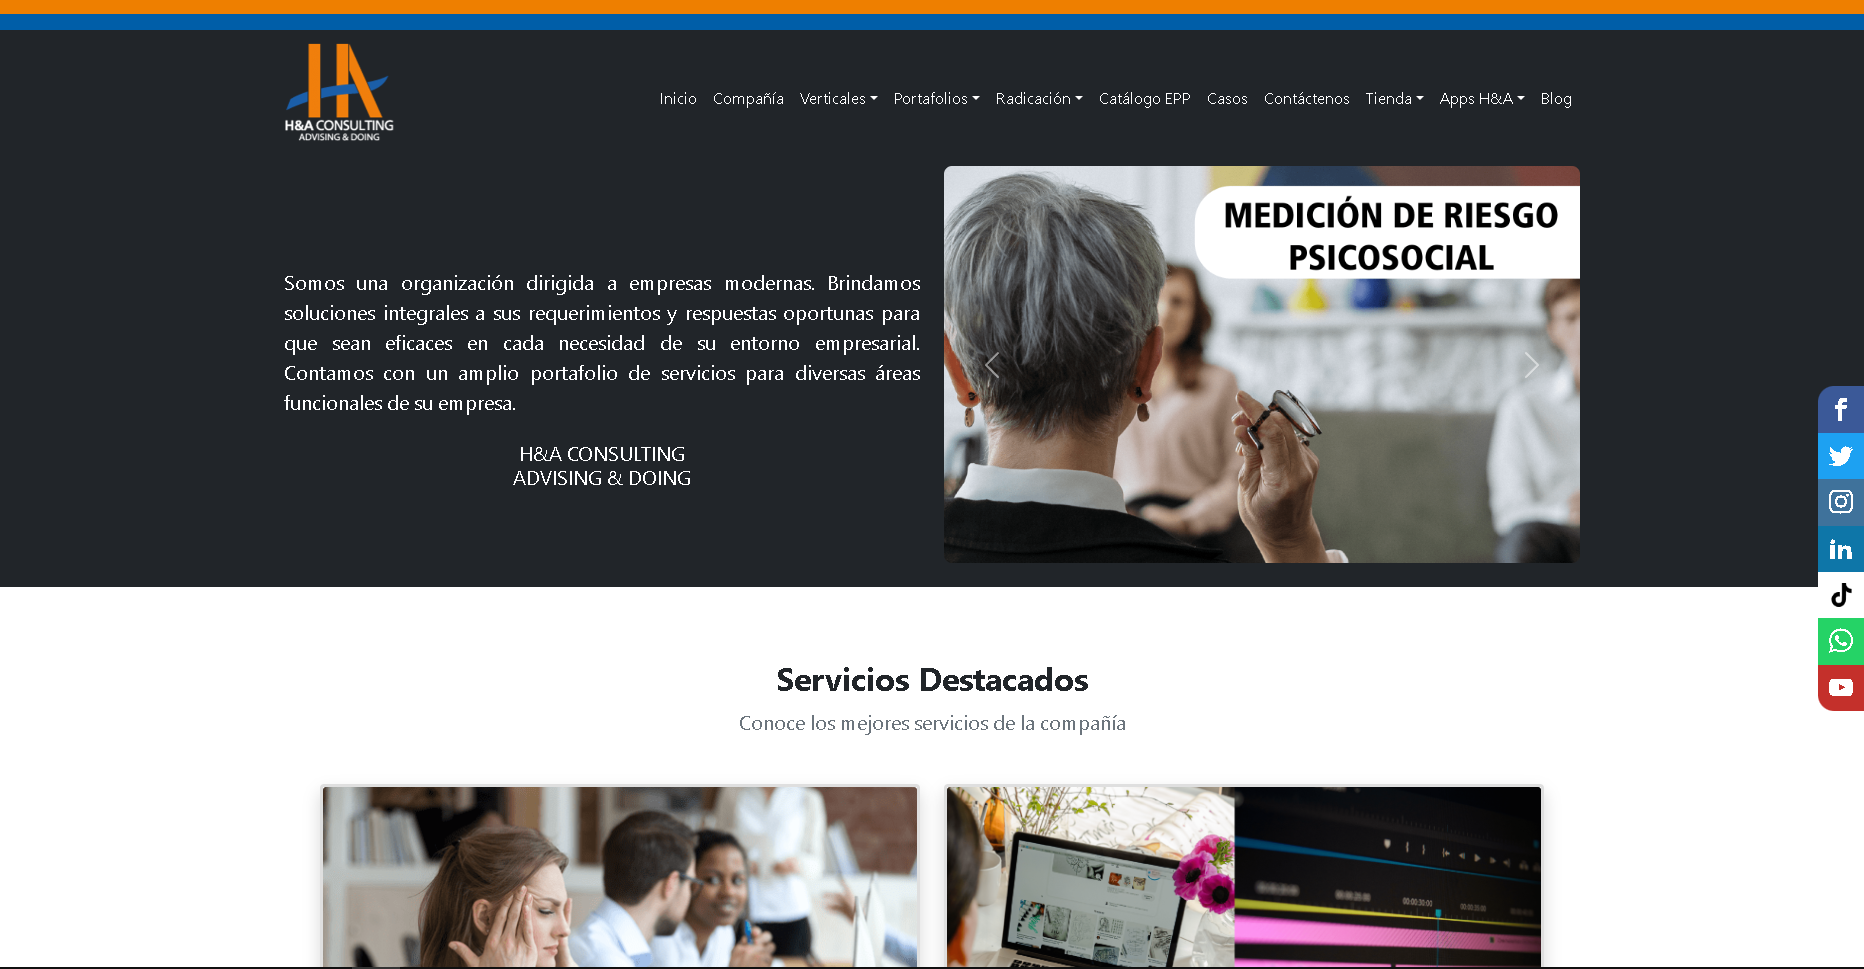 H&A CONSULTING
ADVISING & DOING
Inicio Compañía Verticales Portafolios Radicación Catálogo EPP Casos Contáctenos Tienda Apps H&A Blog
Somos una organización dirigida a empresas modernas. Brindamos
soluciones integrales a sus requerimientos y respuestas oportunas para
que sean eficaces en cada necesidad de su entorno empresarial.
Contamos con un amplio portafolio de servicios para diversas áreas
funcionales de su empresa.
H&A CONSULTING
ADVISING & DOING
MEDICIÓN DE RIESGO
PSICOSOCIAL
Servicios Destacados
Conoce los mejores servicios de la compañía